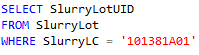 SELECT SlurryLotUID
FROM SlurryLot
WHERE SlurryLC = '101381A01'